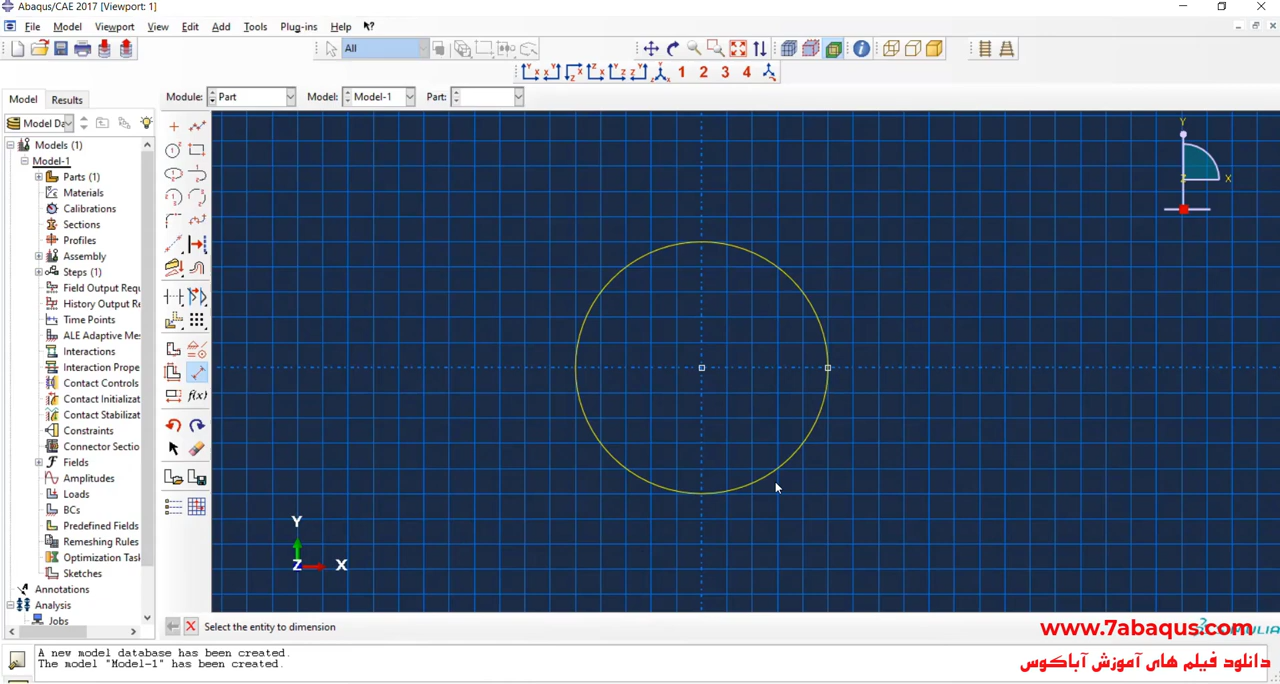 Abaqus/CAE 2017 [Viewport: 1]
File Model Viewport View Edit Add Tools Plug-ins Help
All
1 2 3 4
Model Results Module: Part Model: Model-1 Part:
Model Da
Models (1)
Model-1
Parts (1)
Materials
Calibrations
Sections
Profiles
Assembly
Steps (1)
Field Output Requ
History Output Re
Time Points
ALE Adaptive Mes
Interactions
Interaction Prope
Contact Controls
Contact Initializat
Contact Stabilizat
Constraints
Connector Sectio
Fields
Amplitudes
Loads
BCs
Predefined Fields
Remeshing Rules
Optimization Task
Sketches
Annotations
Analysis
Jobs
f(x)
Y
Z X
Y
Z X
Select the entity to dimension
www.7abaqus.com
دانلود فیلم های آموزش آباکوس
A new model database has been created.
The model "Model-1" has been created.